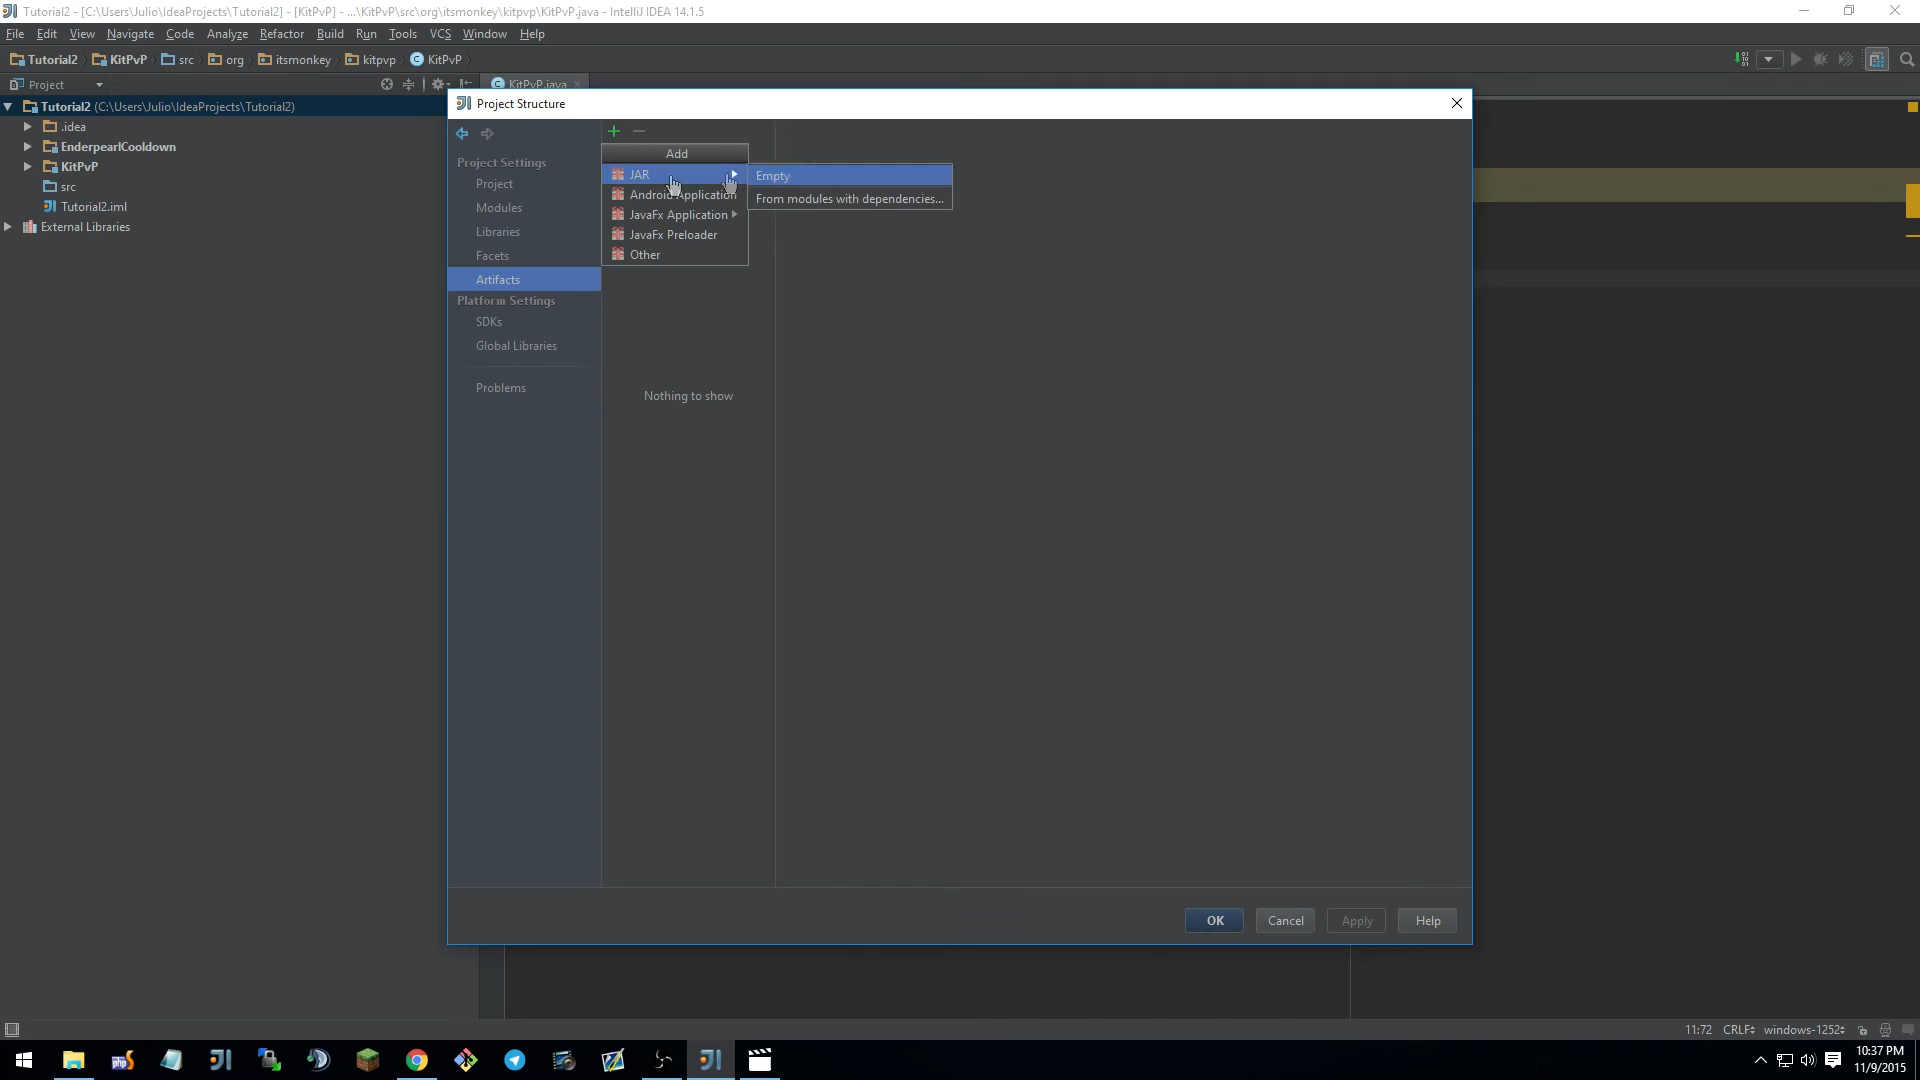 Tutorial2 - [C:\Users\Julio\IdeaProjects\Tutorial2] - [KitPvP] - ...\KitPvP\src\org\itsmonkey\kitpvp\KitPvP.java - IntelliJ IDEA 14.1.5
File Edit View Navigate Code Analyze Refactor Build Run Tools VCS Window Help
Tutorial2 KitPvP src org itsmonkey kitpvp KitPvP
Project
KitPvP.java
Tutorial2 (C:\Users\Julio\IdeaProjects\Tutorial2)
.idea
EnderpearlCooldown
KitPvP
src
Tutorial2.iml
External Libraries
Project Structure
Project Settings
Project
Modules
Libraries
Facets
Artifacts
Platform Settings
SDKs
Global Libraries
Problems
Add
JAR
Android Application
JavaFx Application
JavaFx Preloader
Other
Empty
From modules with dependencies...
Nothing to show
OK Cancel Apply Help
11:72 CRLF windows-1252
10:37 PM
11/9/2015